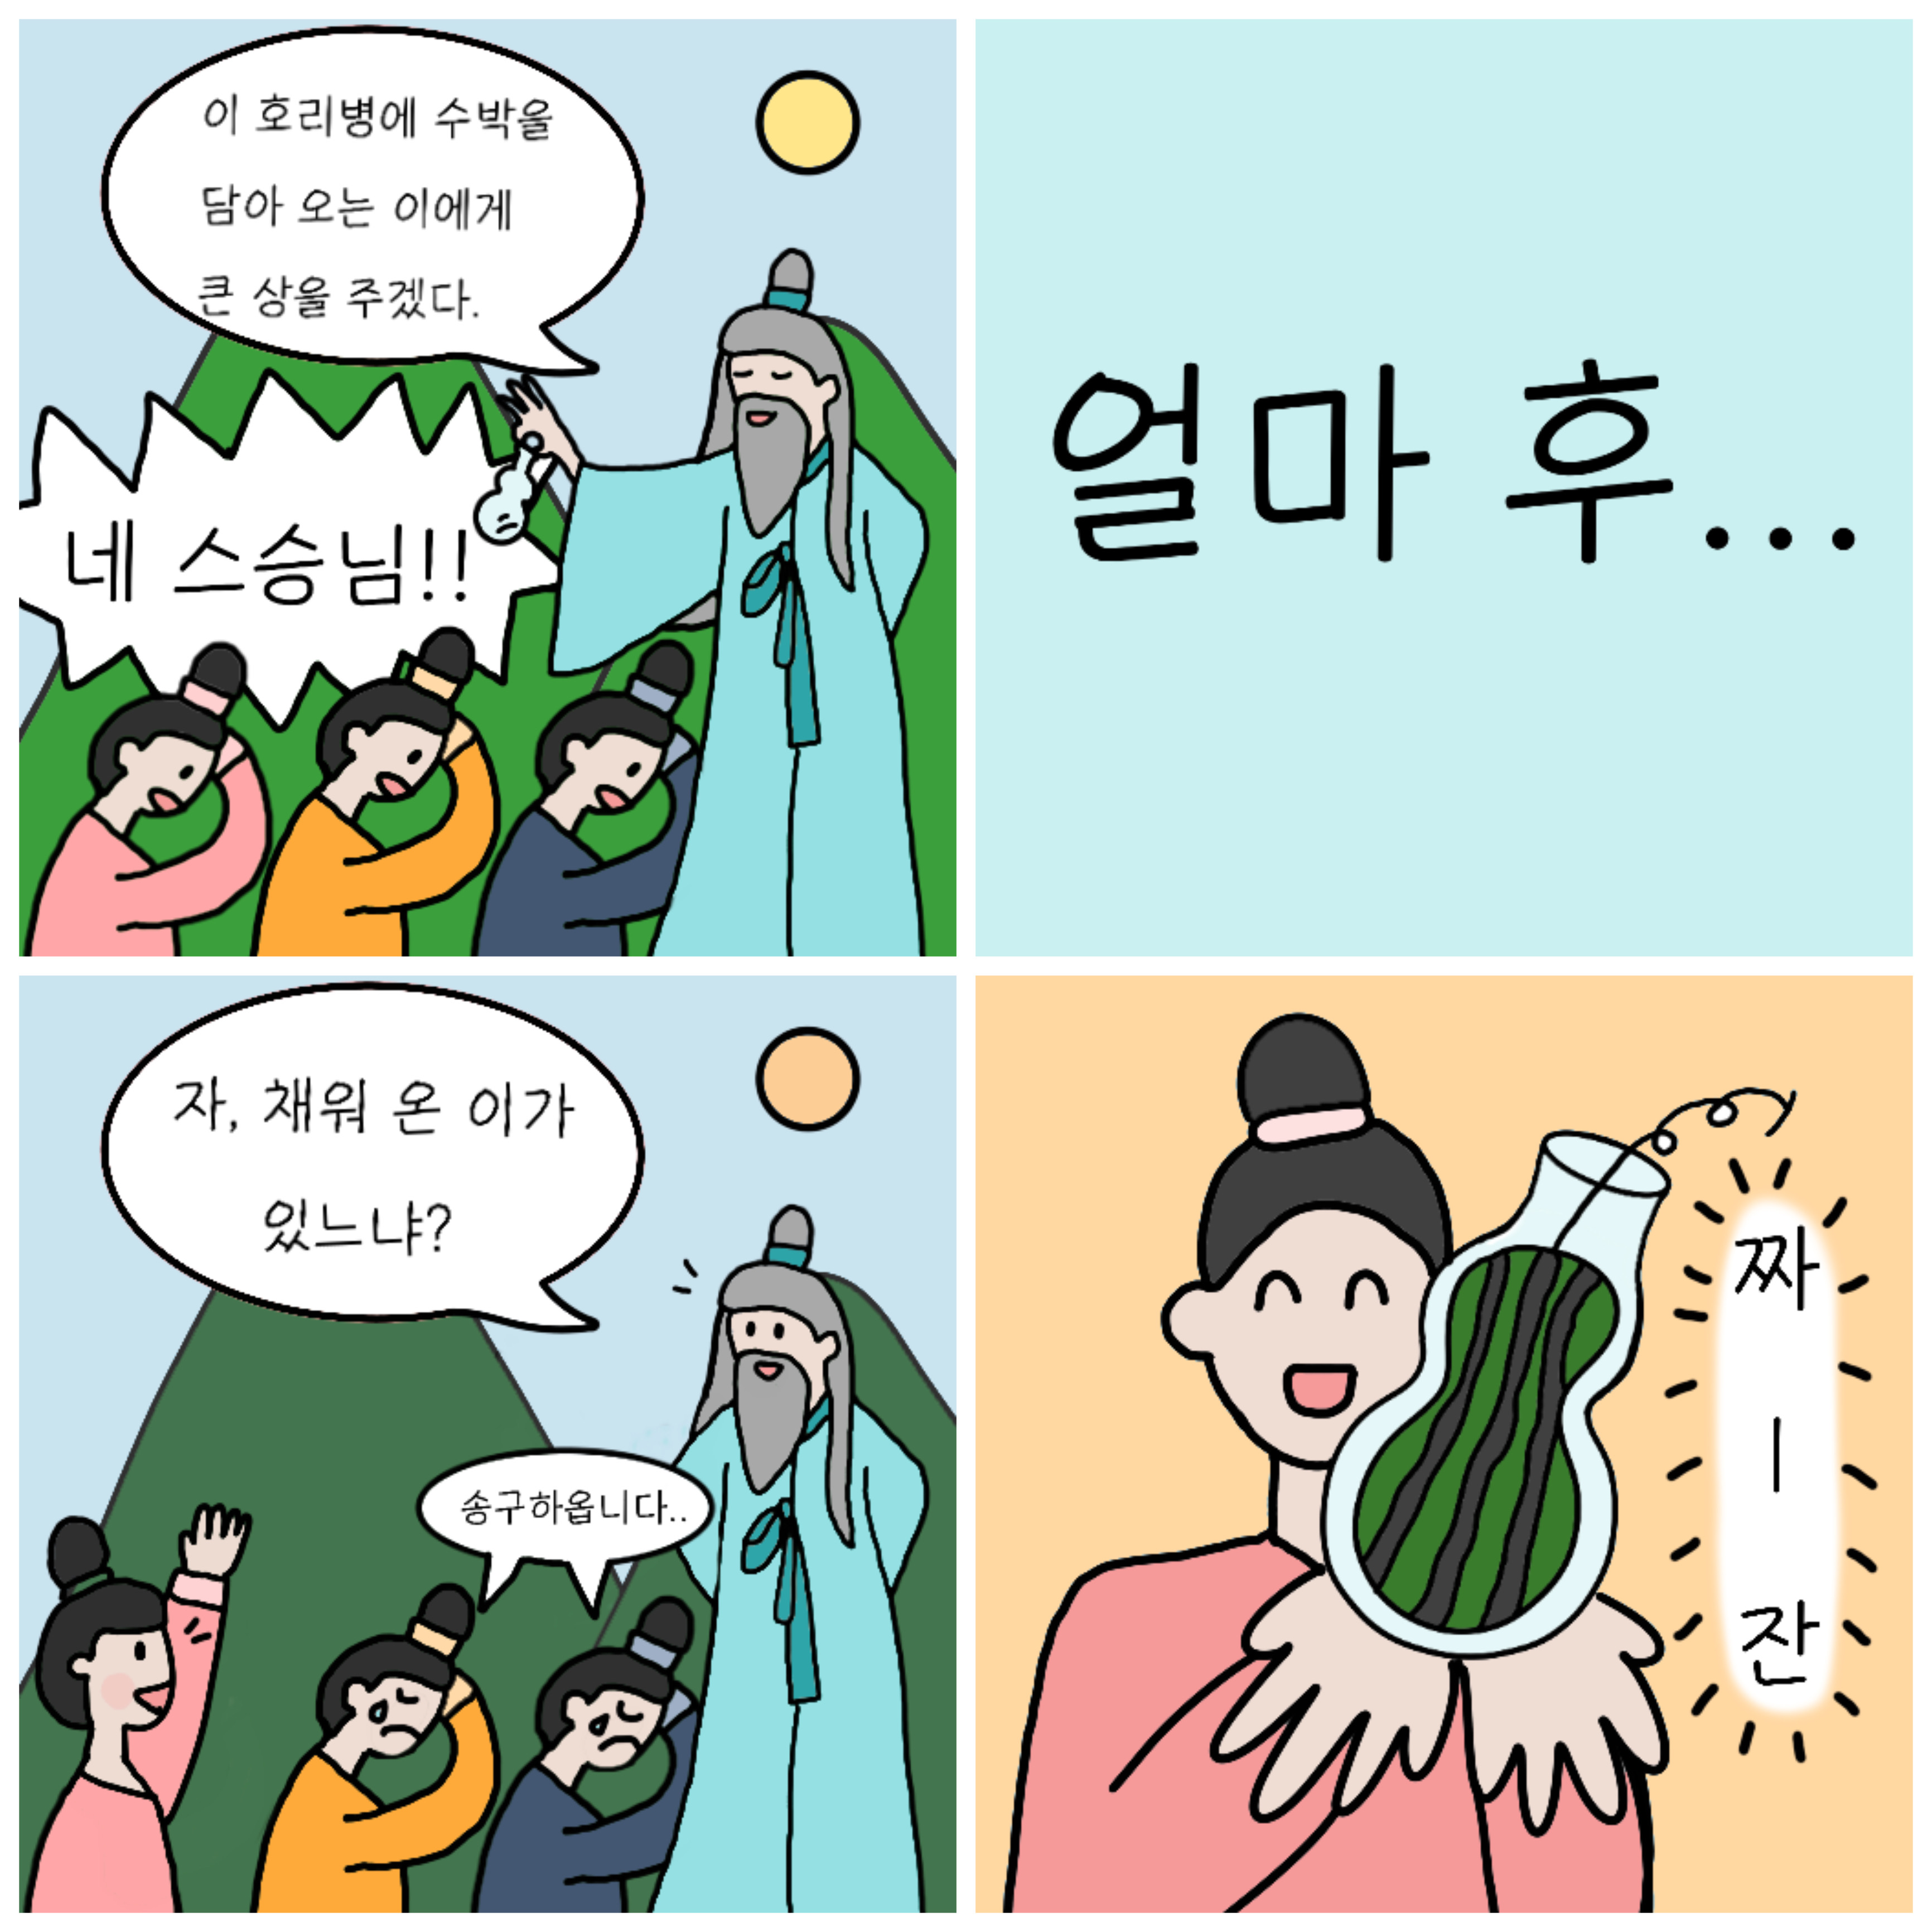 이 호리병에 수박을
담아 오는 이에게
큰 상을 주겠다.
네 스승님!!
얼마 후...
자, 채워 온 이가
있느냐?
송구하옵니다..
짜
ㅣ
잔